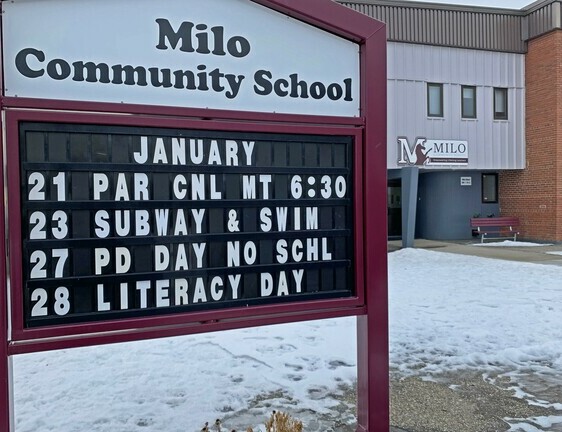 Milo
Community School
JANUARY
21 PAR CNL MT 6:30
23 SUBWAY & SWIM
27 PD DAY NO SCHL
28 LITERACY DAY
M MILO